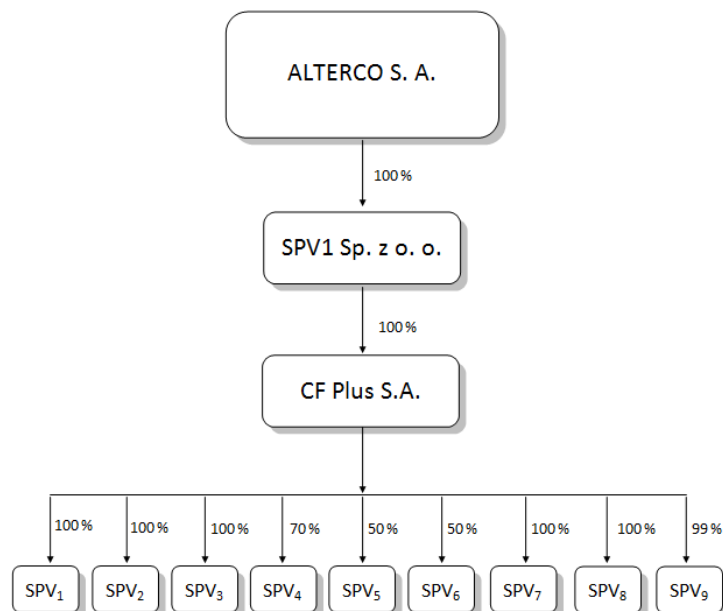 ALTERCO S. A.
100 %
SPV1 Sp. z o. o.
100 %
CF Plus S.A.
100 % 100 % 100 % 70 % 50 % 50 % 100 % 100 % 99 %
SPV₁ SPV₂ SPV₃ SPV₄ SPV₅ SPV₆ SPV₇ SPV₈ SPV₉